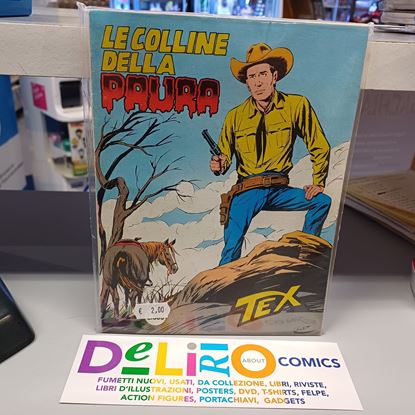 LE COLLINE
DELLA
PAURA
€ 2,00
TEX
DeLiRiO ABOUT COMICS
FUMETTI NUOVI, USATI, DA COLLEZIONE, LIBRI, RIVISTE,
LIBRI D'ILLUSTRAZIONI, POSTERS, DVD, T-SHIRTS, FELPE,
ACTION FIGURES, PORTACHIAVI, GADGETS